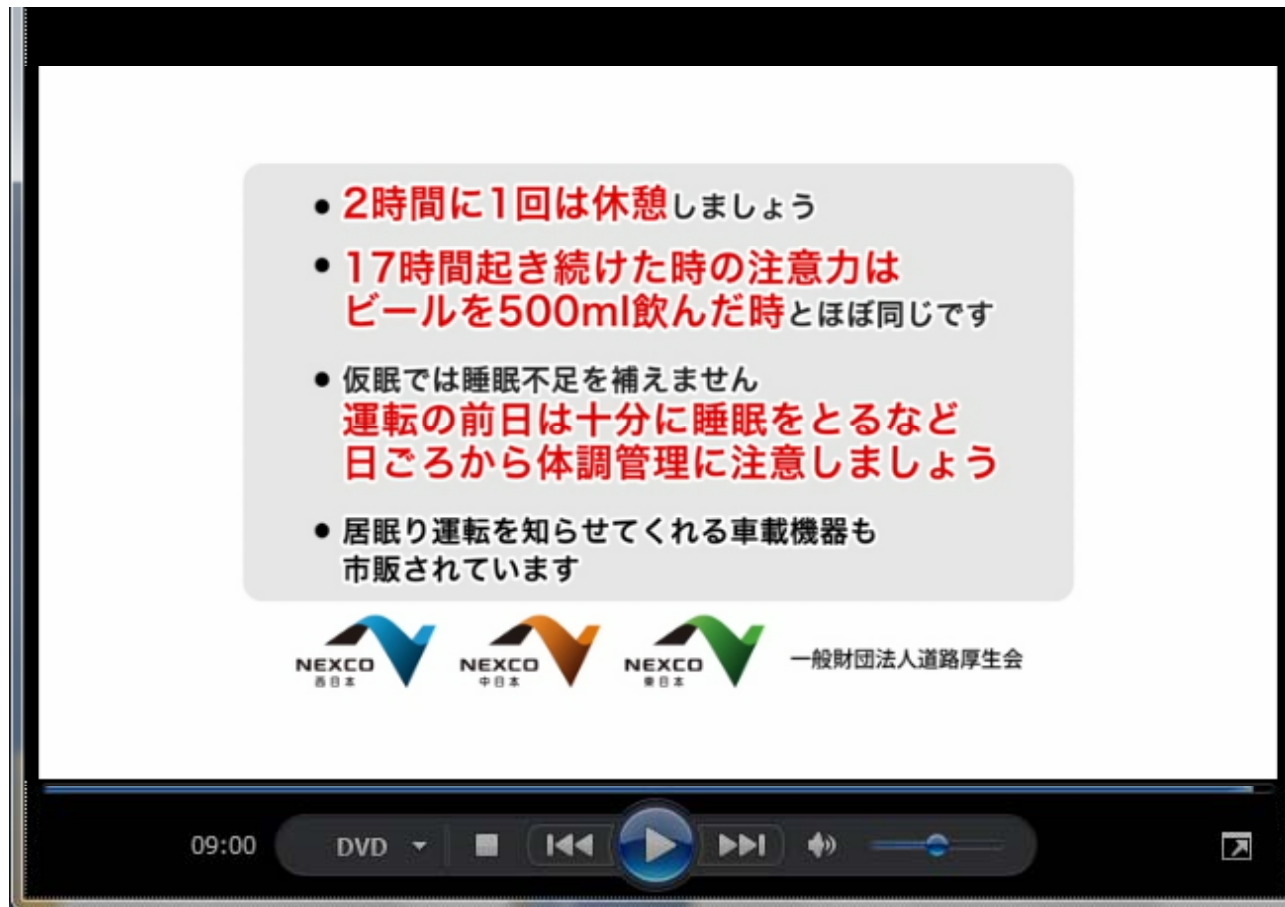 ● 2時間に1回は休憩しましょう
● 17時間起き続けた時の注意力は
ビールを500ml飲んだ時とほぼ同じです
● 仮眠では睡眠不足を補えません
運転の前日は十分に睡眠をとるなど
日ごろから体調管理に注意しましょう
● 居眠り運転を知らせてくれる車載機器も
市販されています
NEXCO
西日本
NEXCO
中日本
NEXCO
東日本
一般財団法人道路厚生会
09:00 DVD